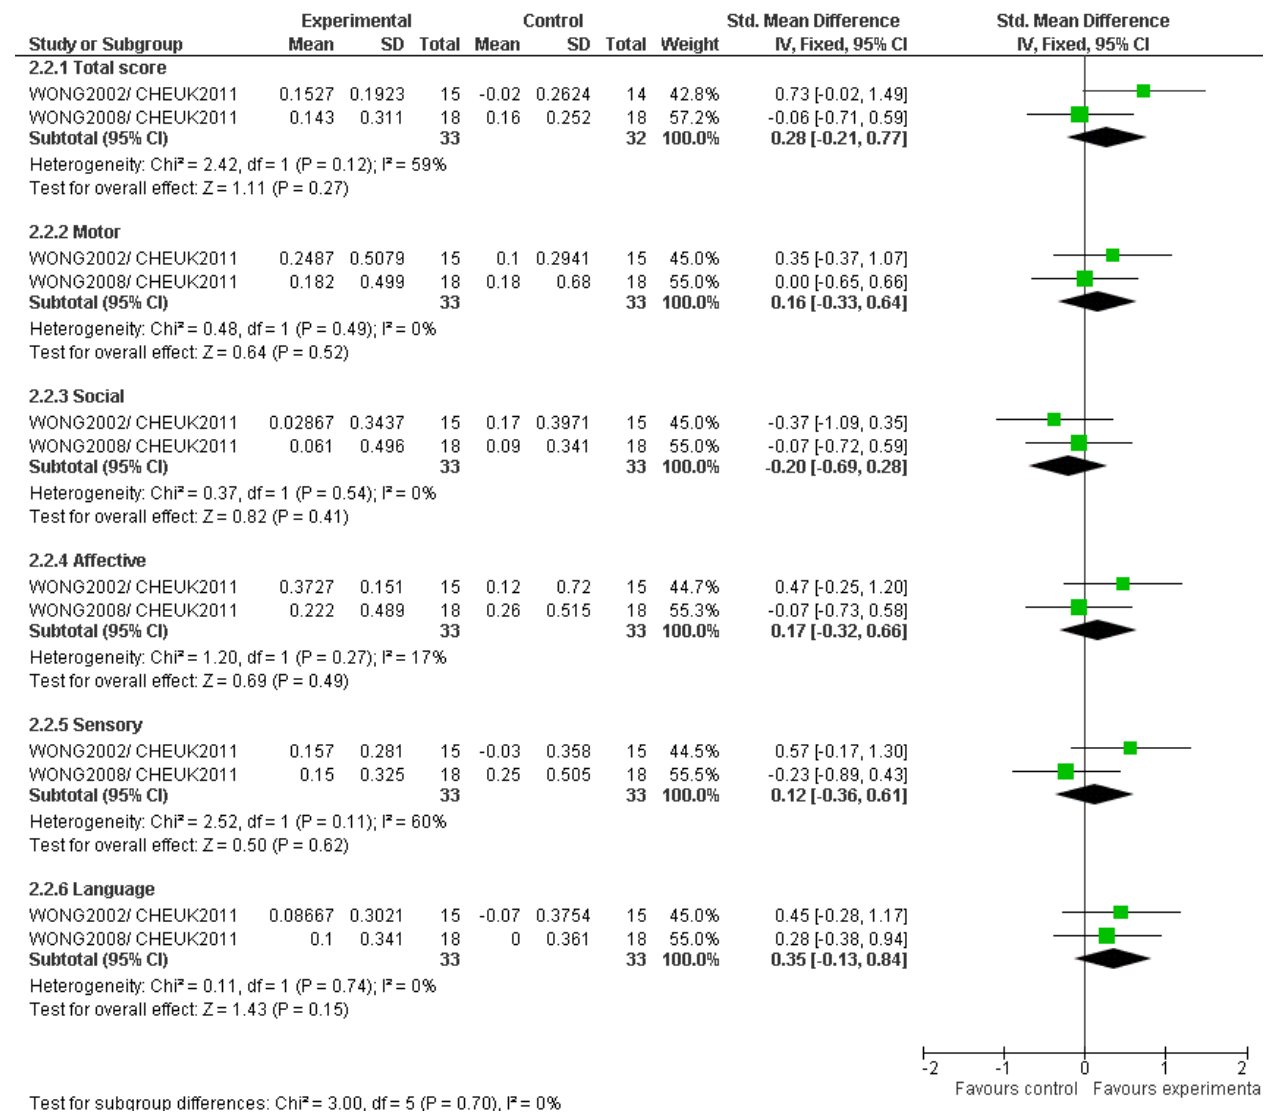 Experimental Control Std. Mean Difference Std. Mean Difference
Study or Subgroup Mean SD Total Mean SD Total Weight IV, Fixed, 95% CI IV, Fixed, 95% CI
2.2.1 Total score
WONG2002/ CHEUK2011 0.1527 0.1923 15 -0.02 0.2624 14 42.8% 0.73 [-0.02, 1.49]
WONG2008/ CHEUK2011 0.143 0.311 18 0.16 0.252 18 57.2% -0.06 [-0.71, 0.59]
Subtotal (95% CI) 33 32 100.0% 0.28 [-0.21, 0.77]
Heterogeneity: Chi² = 2.42, df = 1 (P = 0.12); I² = 59%
Test for overall effect: Z = 1.11 (P = 0.27)
2.2.2 Motor
WONG2002/ CHEUK2011 0.2487 0.5079 15 0.1 0.2941 15 45.0% 0.35 [-0.37, 1.07]
WONG2008/ CHEUK2011 0.182 0.499 18 0.18 0.68 18 55.0% 0.00 [-0.65, 0.66]
Subtotal (95% CI) 33 33 100.0% 0.16 [-0.33, 0.64]
Heterogeneity: Chi² = 0.48, df = 1 (P = 0.49); I² = 0%
Test for overall effect: Z = 0.64 (P = 0.52)
2.2.3 Social
WONG2002/ CHEUK2011 0.02867 0.3437 15 0.17 0.3971 15 45.0% -0.37 [-1.09, 0.35]
WONG2008/ CHEUK2011 0.061 0.496 18 0.09 0.341 18 55.0% -0.07 [-0.72, 0.59]
Subtotal (95% CI) 33 33 100.0% -0.20 [-0.69, 0.28]
Heterogeneity: Chi² = 0.37, df = 1 (P = 0.54); I² = 0%
Test for overall effect: Z = 0.82 (P = 0.41)
2.2.4 Affective
WONG2002/ CHEUK2011 0.3727 0.151 15 0.12 0.72 15 44.7% 0.47 [-0.25, 1.20]
WONG2008/ CHEUK2011 0.222 0.489 18 0.26 0.515 18 55.3% -0.07 [-0.73, 0.58]
Subtotal (95% CI) 33 33 100.0% 0.17 [-0.32, 0.66]
Heterogeneity: Chi² = 1.20, df = 1 (P = 0.27); I² = 17%
Test for overall effect: Z = 0.69 (P = 0.49)
2.2.5 Sensory
WONG2002/ CHEUK2011 0.157 0.281 15 -0.03 0.358 15 44.5% 0.57 [-0.17, 1.30]
WONG2008/ CHEUK2011 0.15 0.325 18 0.25 0.505 18 55.5% -0.23 [-0.89, 0.43]
Subtotal (95% CI) 33 33 100.0% 0.12 [-0.36, 0.61]
Heterogeneity: Chi² = 2.52, df = 1 (P = 0.11); I² = 60%
Test for overall effect: Z = 0.50 (P = 0.62)
2.2.6 Language
WONG2002/ CHEUK2011 0.08667 0.3021 15 -0.07 0.3754 15 45.0% 0.45 [-0.28, 1.17]
WONG2008/ CHEUK2011 0.1 0.341 18 0 0.361 18 55.0% 0.28 [-0.38, 0.94]
Subtotal (95% CI) 33 33 100.0% 0.35 [-0.13, 0.84]
Heterogeneity: Chi² = 0.11, df = 1 (P = 0.74); I² = 0%
Test for overall effect: Z = 1.43 (P = 0.15)
-2 -1 0 1 2
Favours control Favours experimenta
Test for subgroup differences: Chi² = 3.00, df = 5 (P = 0.70), I² = 0%